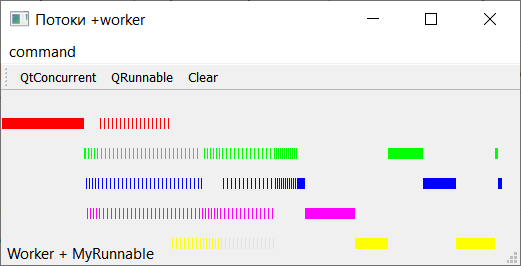 Потоки +worker
command
QtConcurrent QRunnable Clear
Worker + MyRunnable